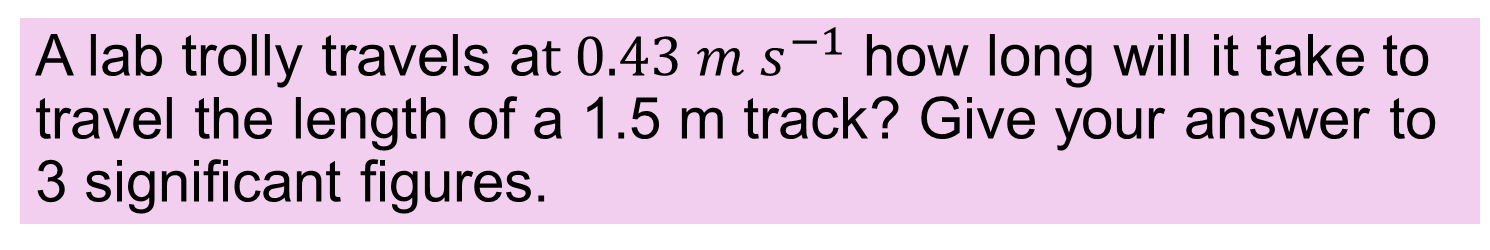 A lab trolly travels at 0.43 m s⁻¹ how long will it take to
travel the length of a 1.5 m track? Give your answer to
3 significant figures.